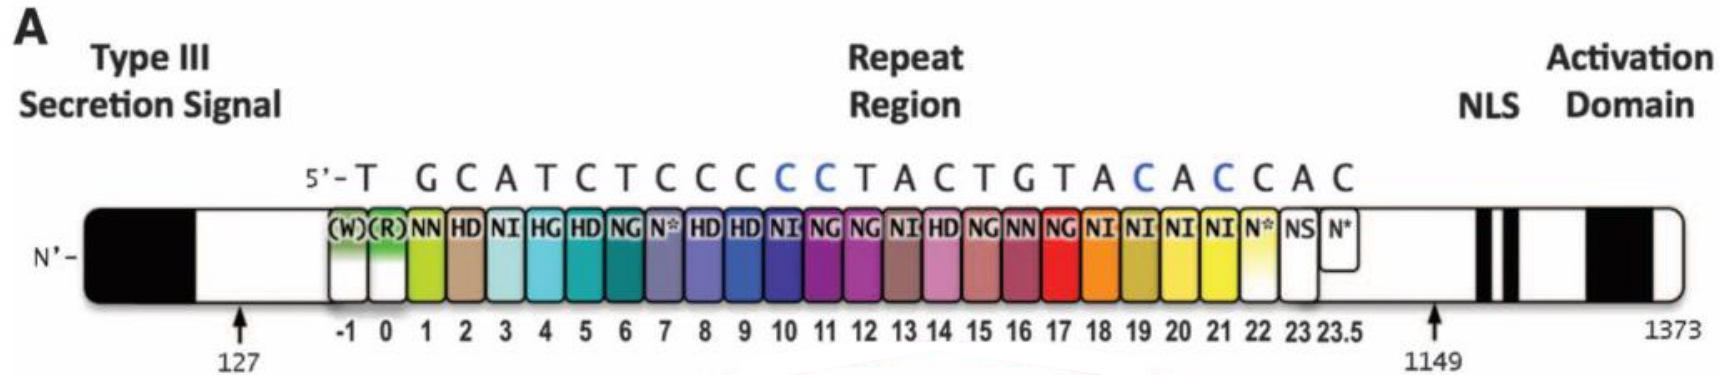 A
Type III
Secretion Signal
Repeat
Region
NLS
Activation
Domain
5’-T GCATCTCCCCCTACTGTACACCAC
N’-
(W) (R) NN HD NI HG HD NG N* HD HD NI NG NG NI HD NG NN NG NI NI NI NI N* NS N*
-1 0 1 2 3 4 5 6 7 8 9 10 11 12 13 14 15 16 17 18 19 20 21 22 23 23.5
127
1149
1373